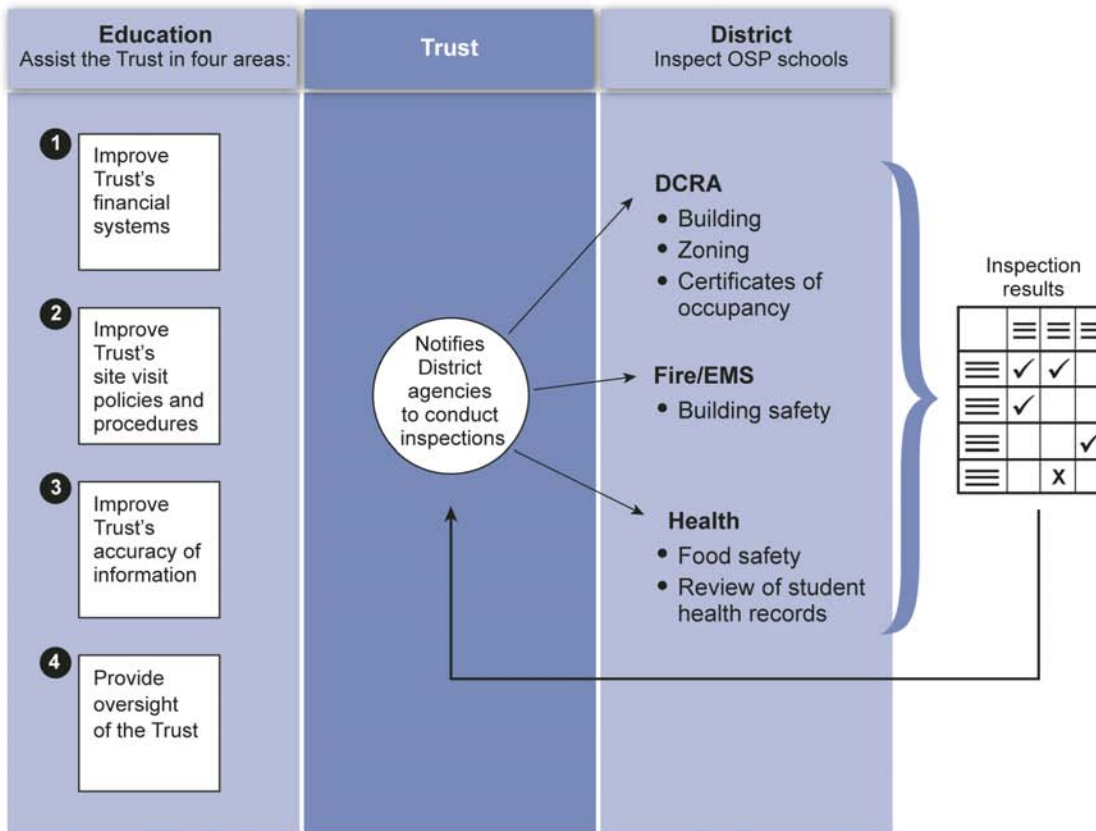 Education
Assist the Trust in four areas:
Trust
District
Inspect OSP schools
1
Improve
Trust's
financial
systems
2
Improve
Trust's
site visit
policies and
procedures
3
Improve
Trust's
accuracy of
information
4
Provide
oversight
of the Trust
Notifies
District
agencies
to conduct
inspections
DCRA
• Building
• Zoning
• Certificates of
occupancy
Fire/EMS
• Building safety
Health
• Food safety
• Review of student
health records
Inspection
results
✓ ✓
✓
✓
X